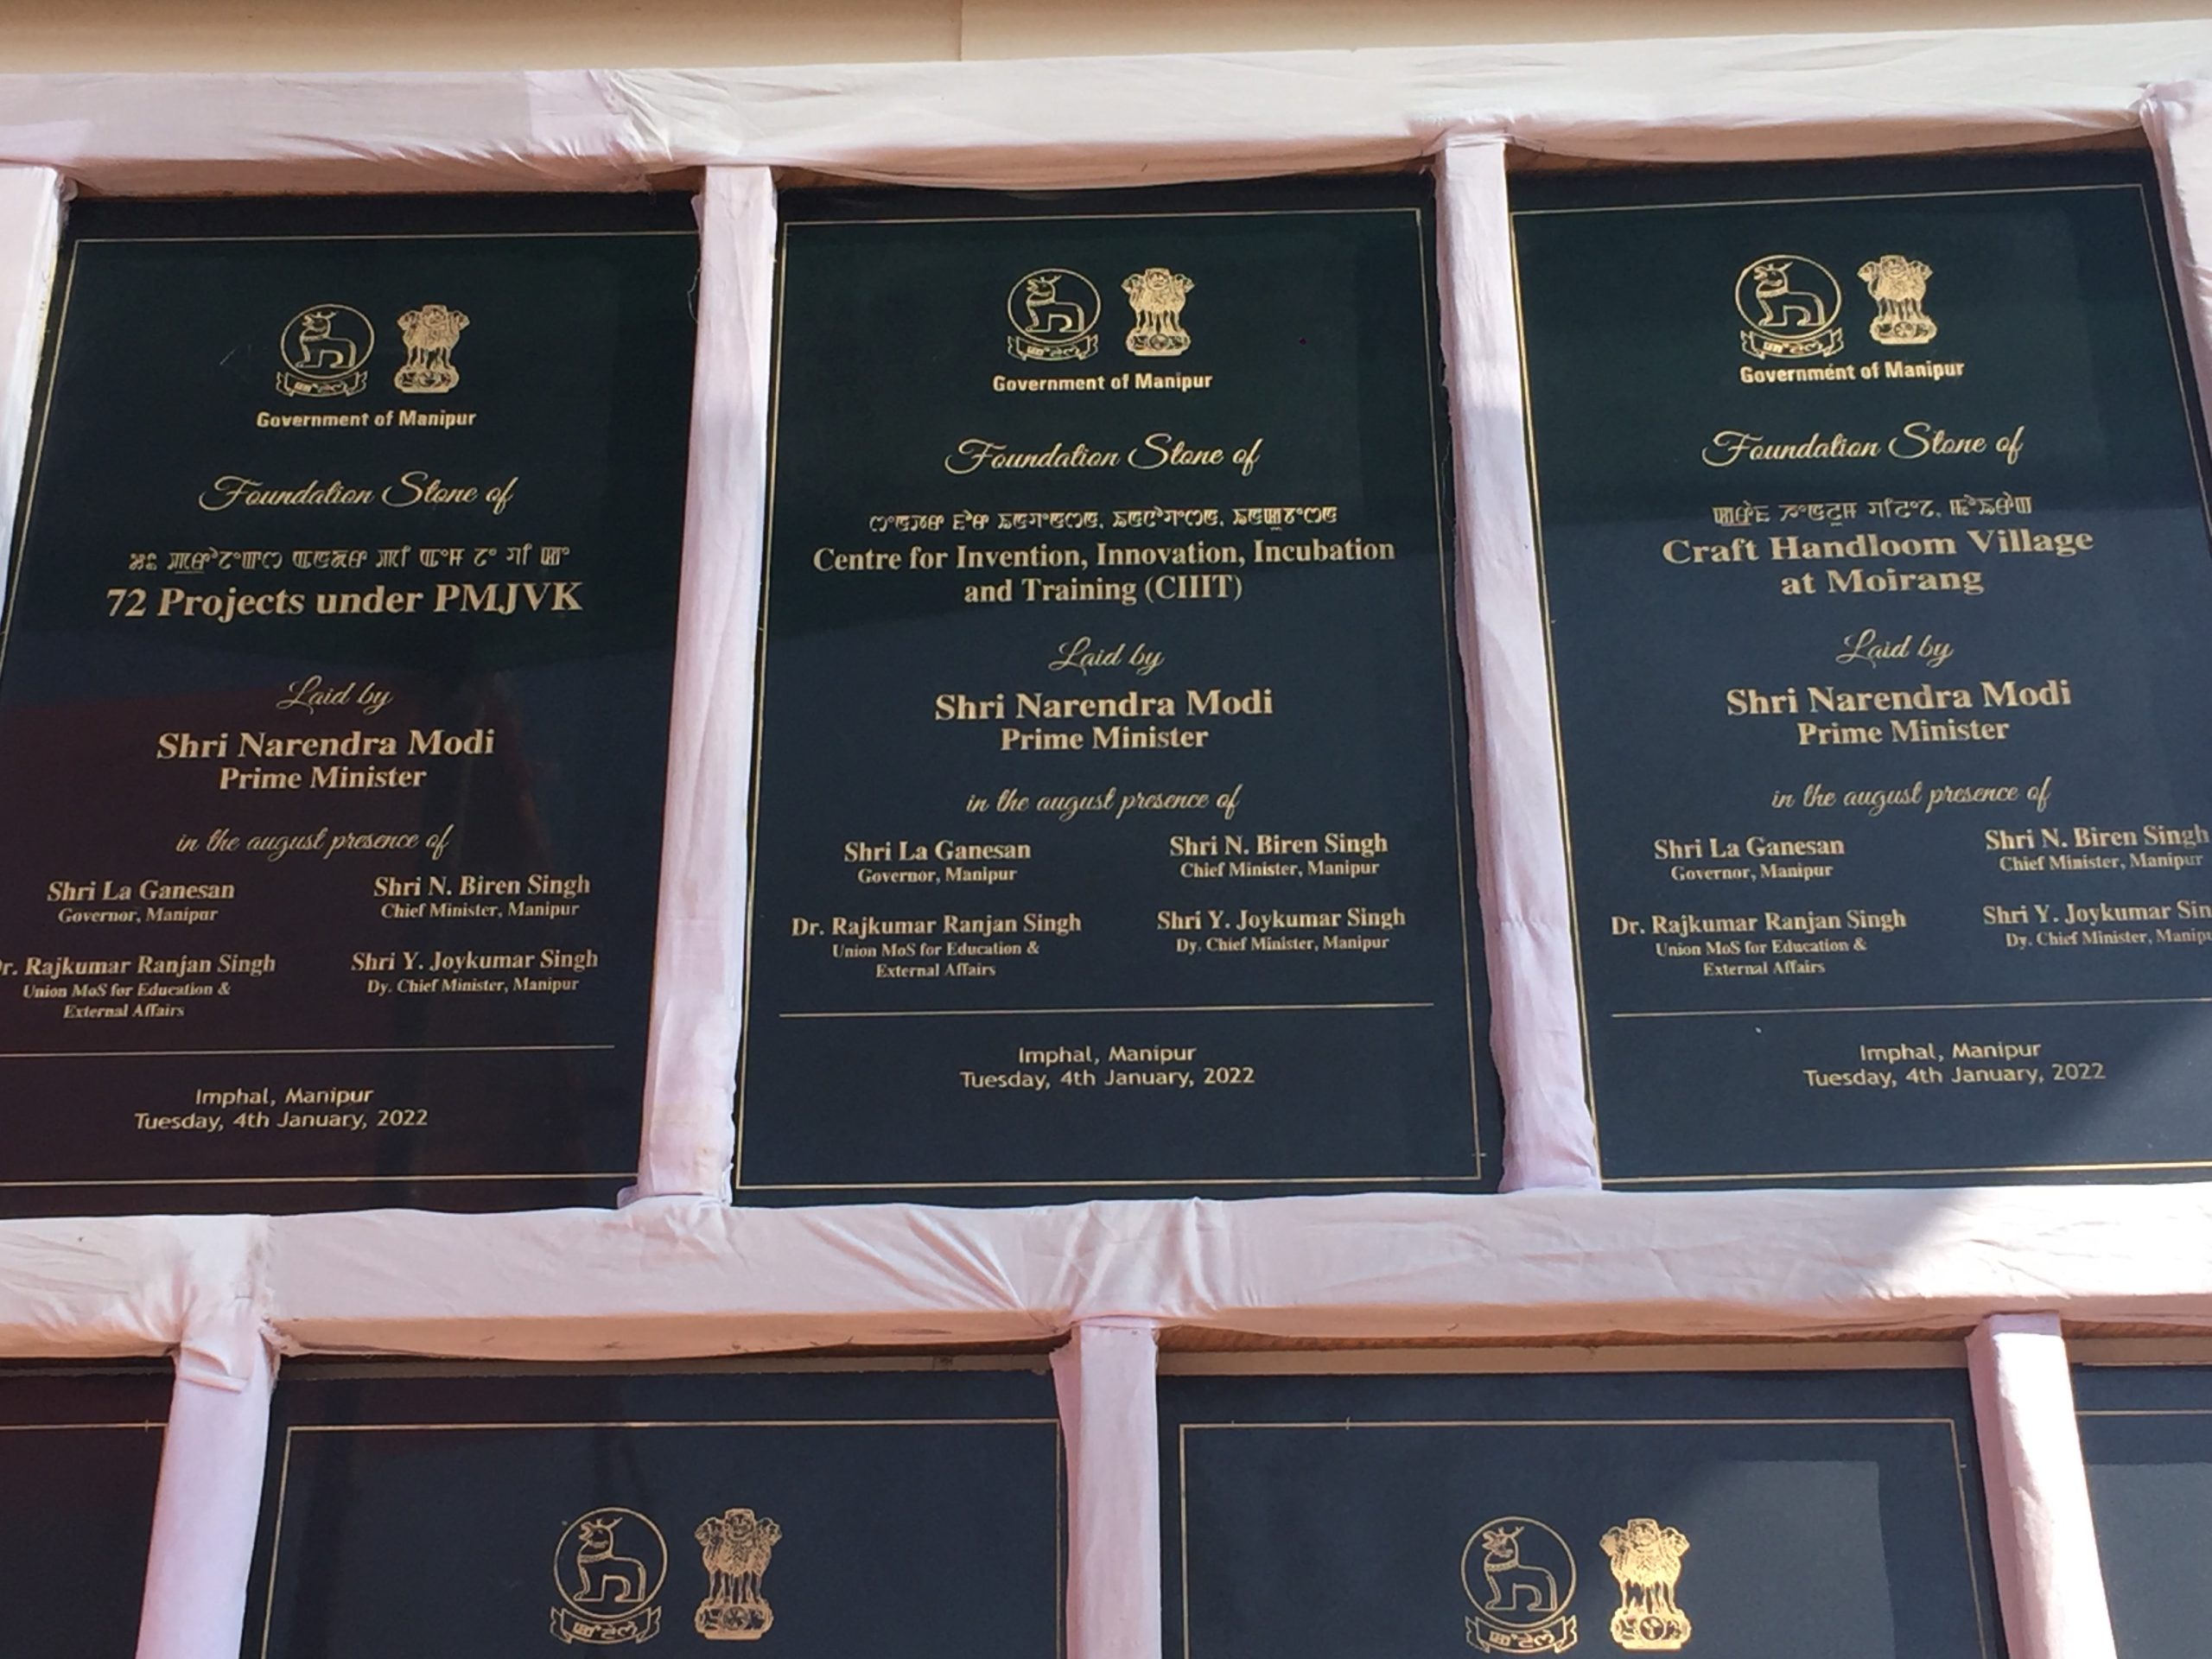 Government of Manipur
Foundation Stone of
72 Projects under PMJVK
Laid by
Shri Narendra Modi
Prime Minister
in the august presence of
Shri La Ganesan
Governor, Manipur
Shri N. Biren Singh
Chief Minister, Manipur
r. Rajkumar Ranjan Singh
Union MoS for Education &
External Affairs
Shri Y. Joykumar Singh
Dy. Chief Minister, Manipur
Imphal, Manipur
Tuesday, 4th January, 2022
Government of Manipur
Foundation Stone of
Centre for Invention, Innovation, Incubation
and Training (CIIIT)
Laid by
Shri Narendra Modi
Prime Minister
in the august presence of
Shri La Ganesan
Governor, Manipur
Shri N. Biren Singh
Chief Minister, Manipur
Dr. Rajkumar Ranjan Singh
Union MoS for Education &
External Affairs
Shri Y. Joykumar Singh
Dy. Chief Minister, Manipur
Imphal, Manipur
Tuesday, 4th January, 2022
Government of Manipur
Foundation Stone of
Craft Handloom Village
at Moirang
Laid by
Shri Narendra Modi
Prime Minister
in the august presence of
Shri La Ganesan
Governor, Manipur
Shri N. Biren Singh
Chief Minister, Manipur
Dr. Rajkumar Ranjan Singh
Union MoS for Education &
External Affairs
Shri Y. Joykumar Sin
Dy. Chief Minister, Manipu
Imphal, Manipur
Tuesday, 4th January, 2022